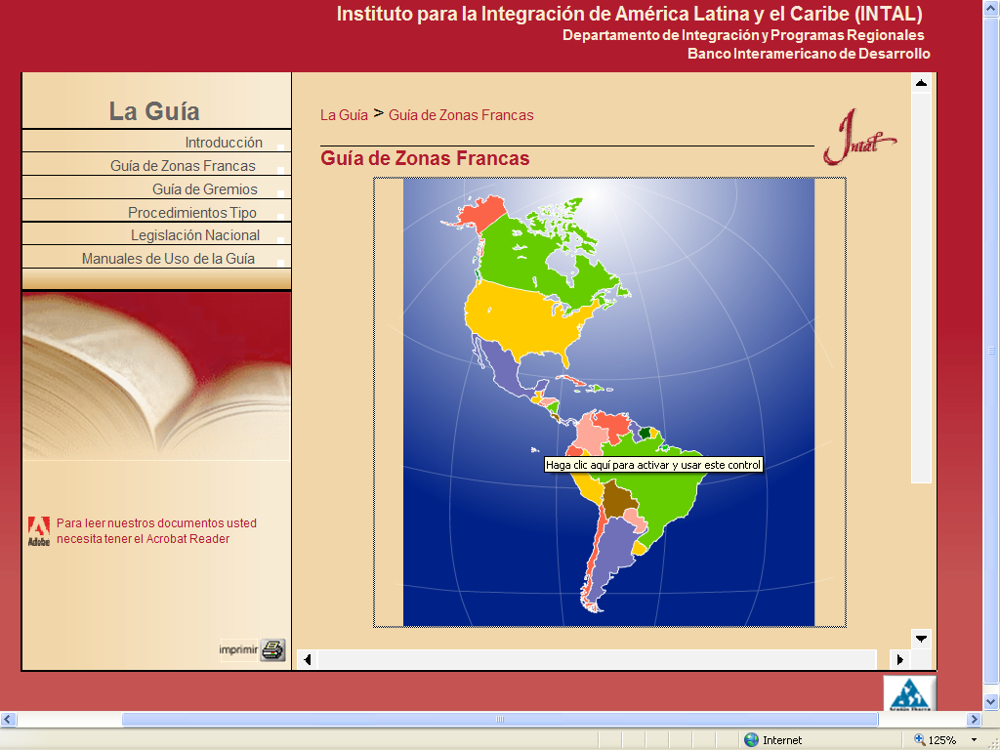 Instituto para la Integración de América Latina y el Caribe (INTAL)
Departamento de Integración y Programas Regionales
Banco Interamericano de Desarrollo
La Guía
Introducción
Guía de Zonas Francas
Guía de Gremios
Procedimientos Tipo
Legislación Nacional
Manuales de Uso de la Guía
Adobe
Para leer nuestros documentos usted
necesita tener el Acrobat Reader
imprimir
La Guía > Guía de Zonas Francas
Intal
Guía de Zonas Francas
Haga clic aquí para activar y usar este control
Internet
125%